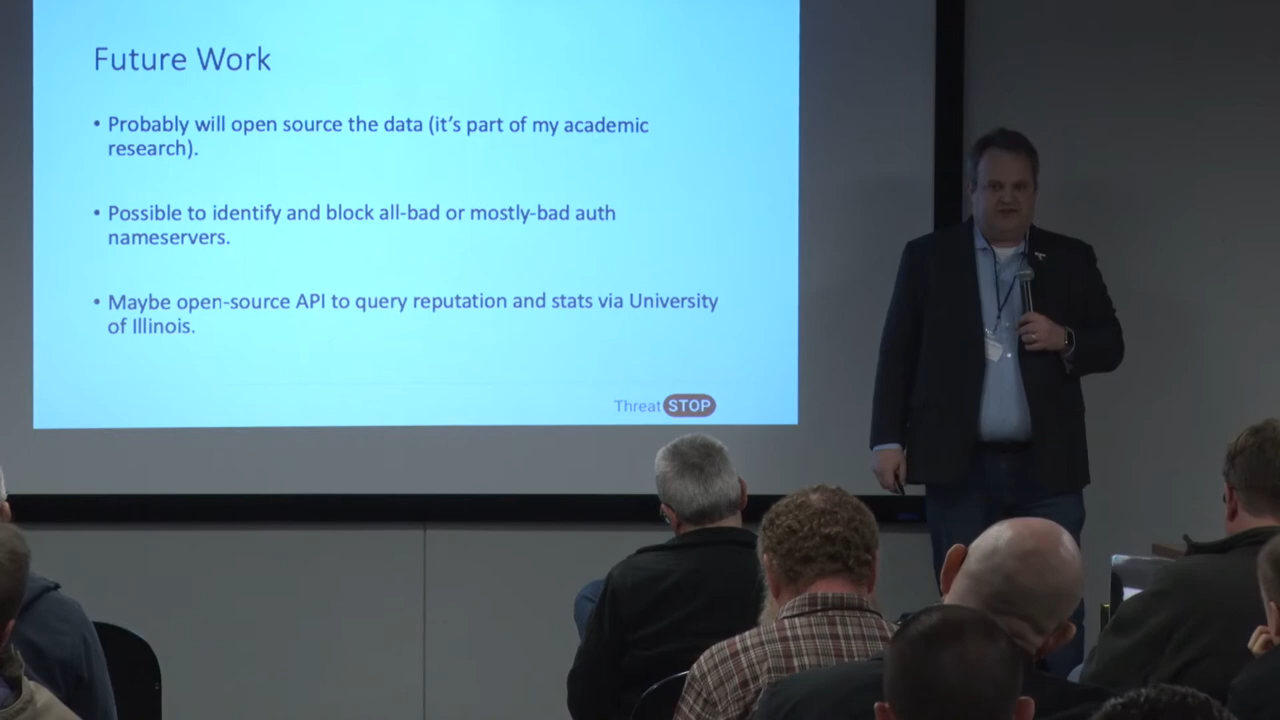 Future Work
• Probably will open source the data (it's part of my academic
research).
• Possible to identify and block all-bad or mostly-bad auth
nameservers.
• Maybe open-source API to query reputation and stats via University
of Illinois.
ThreatSTOP